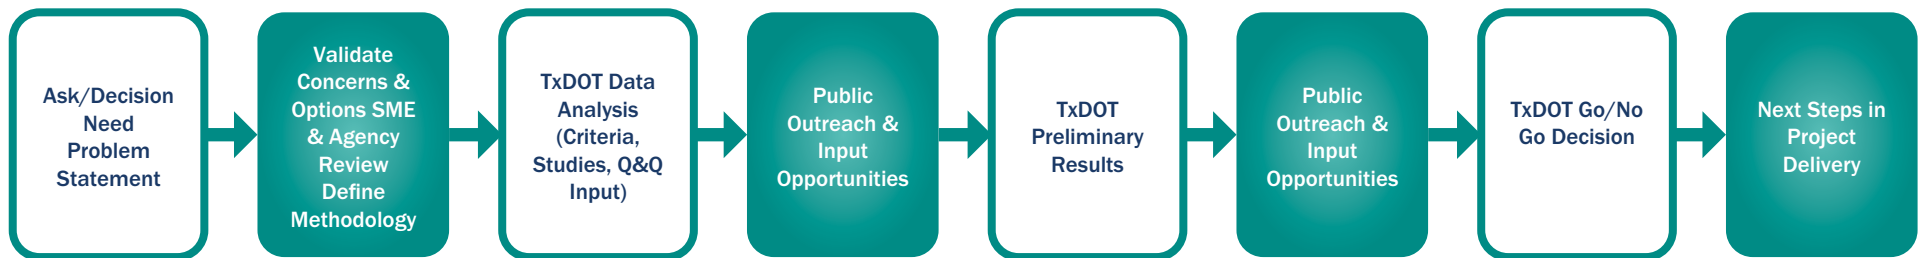 Ask/Decision
Need
Problem
Statement
Validate
Concerns &
Options SME
& Agency
Review
Define
Methodology
TxDOT Data
Analysis
(Criteria,
Studies, Q&Q
Input)
Public
Outreach &
Input
Opportunities
TxDOT
Preliminary
Results
Public
Outreach &
Input
Opportunities
TxDOT Go/No
Go Decision
Next Steps in
Project
Delivery